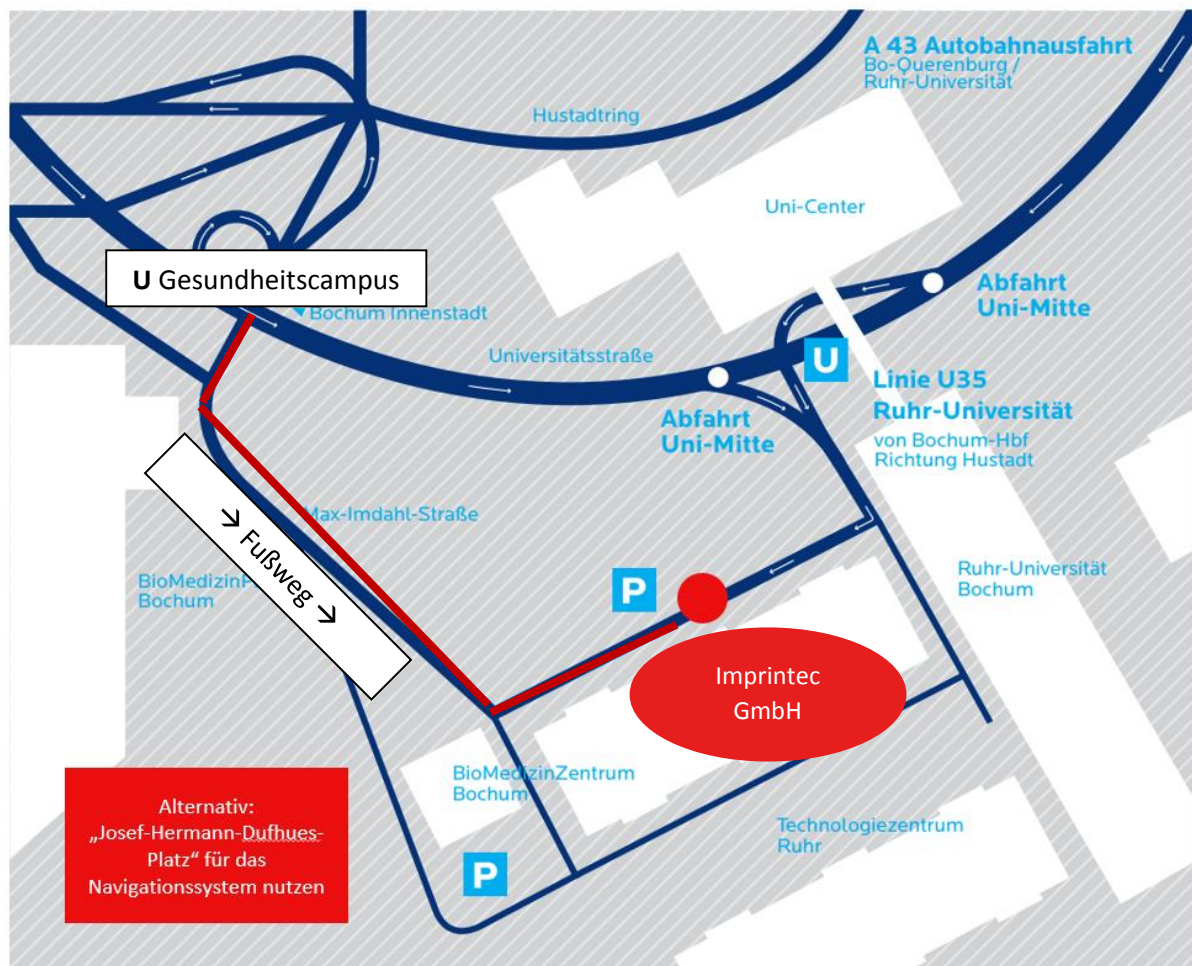 A 43 Autobahnausfahrt
Bo-Querenburg /
Ruhr-Universität
Hustadtring
Uni-Center
U Gesundheitscampus
Bochum Innenstadt
Abfahrt
Uni-Mitte
Universitätsstraße
U
Linie U35
Ruhr-Universität
von Bochum-Hbf
Richtung Hustadt
Abfahrt
Uni-Mitte
Max-Imdahl-Straße
→ Fußweg →
Bochum
P
Ruhr-Universität
Bochum
Imprintec
GmbH
BioMedizinZentrum
Bochum
Technologiezentrum
Ruhr
P
Alternativ:
„Josef-Hermann-Dufhues-
Platz“ für das
Navigationssystem nutzen